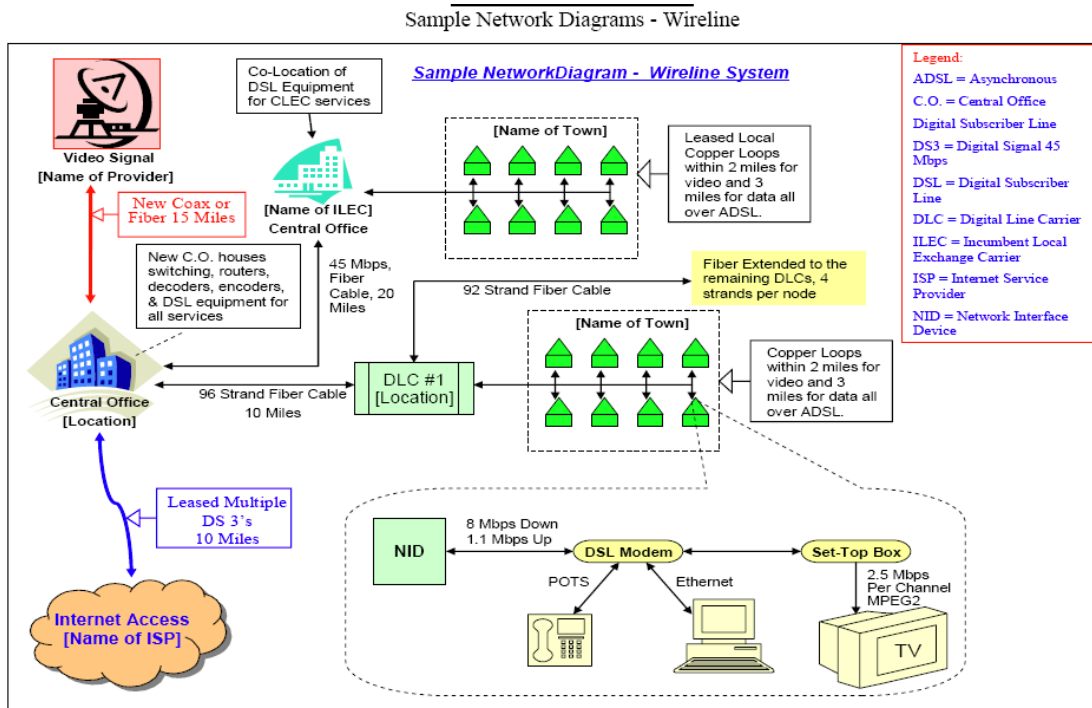 Sample Network Diagrams - Wireline
Sample NetworkDiagram - Wireline System
Co-Location of
DSL Equipment
for CLEC services
Video Signal
[Name of Provider]
New Coax or
Fiber 15 Miles
[Name of ILEC]
Central Office
[Name of Town]
Leased Local
Copper Loops
within 2 miles for
video and 3
miles for data all
over ADSL.
New C.O. houses
switching, routers,
decoders, encoders,
& DSL equipment for
all services
45 Mbps,
Fiber
Cable, 20
Miles
92 Strand Fiber Cable
Fiber Extended to the
remaining DLCs, 4
strands per node
Central Office
[Location]
96 Strand Fiber Cable
10 Miles
DLC #1
[Location]
[Name of Town]
Copper Loops
within 2 miles for
video and 3
miles for data all
over ADSL.
Leased Multiple
DS 3's
10 Miles
Internet Access
[Name of ISP]
NID
8 Mbps Down
1.1 Mbps Up
DSL Modem
Set-Top Box
POTS
Ethernet
2.5 Mbps
Per Channel
MPEG2
TV
Legend:
ADSL = Asynchronous
C.O. = Central Office
Digital Subscriber Line
DS3 = Digital Signal 45
Mbps
DSL = Digital Subscriber
Line
DLC = Digital Line Carrier
ILEC = Incumbent Local
Exchange Carrier
ISP = Internet Service
Provider
NID = Network Interface
Device